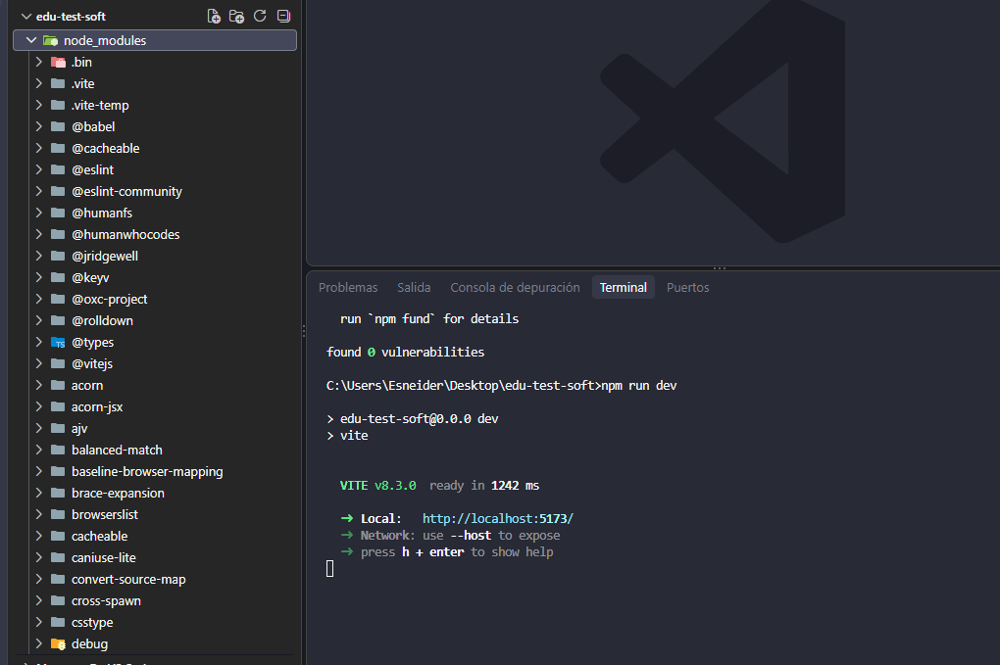 edu-test-soft
node_modules
.bin
.vite
.vite-temp
@babel
@cacheable
@eslint
@eslint-community
@humanfs
@humanwhocodes
@jridgewell
@keyv
@oxc-project
@rolldown
TS @types
@vitejs
acorn
acorn-jsx
ajv
balanced-match
baseline-browser-mapping
brace-expansion
browserslist
cacheable
caniuse-lite
convert-source-map
cross-spawn
csstype
debug
Problemas Salida Consola de depuración Terminal Puertos
run `npm fund` for details
found 0 vulnerabilities
C:\Users\Esneider\Desktop\edu-test-soft>npm run dev
> edu-test-soft@0.0.0 dev
> vite
VITE v8.3.0 ready in 1242 ms
➜ Local: http://localhost:5173/
➜ Network: use --host to expose
➜ press h + enter to show help